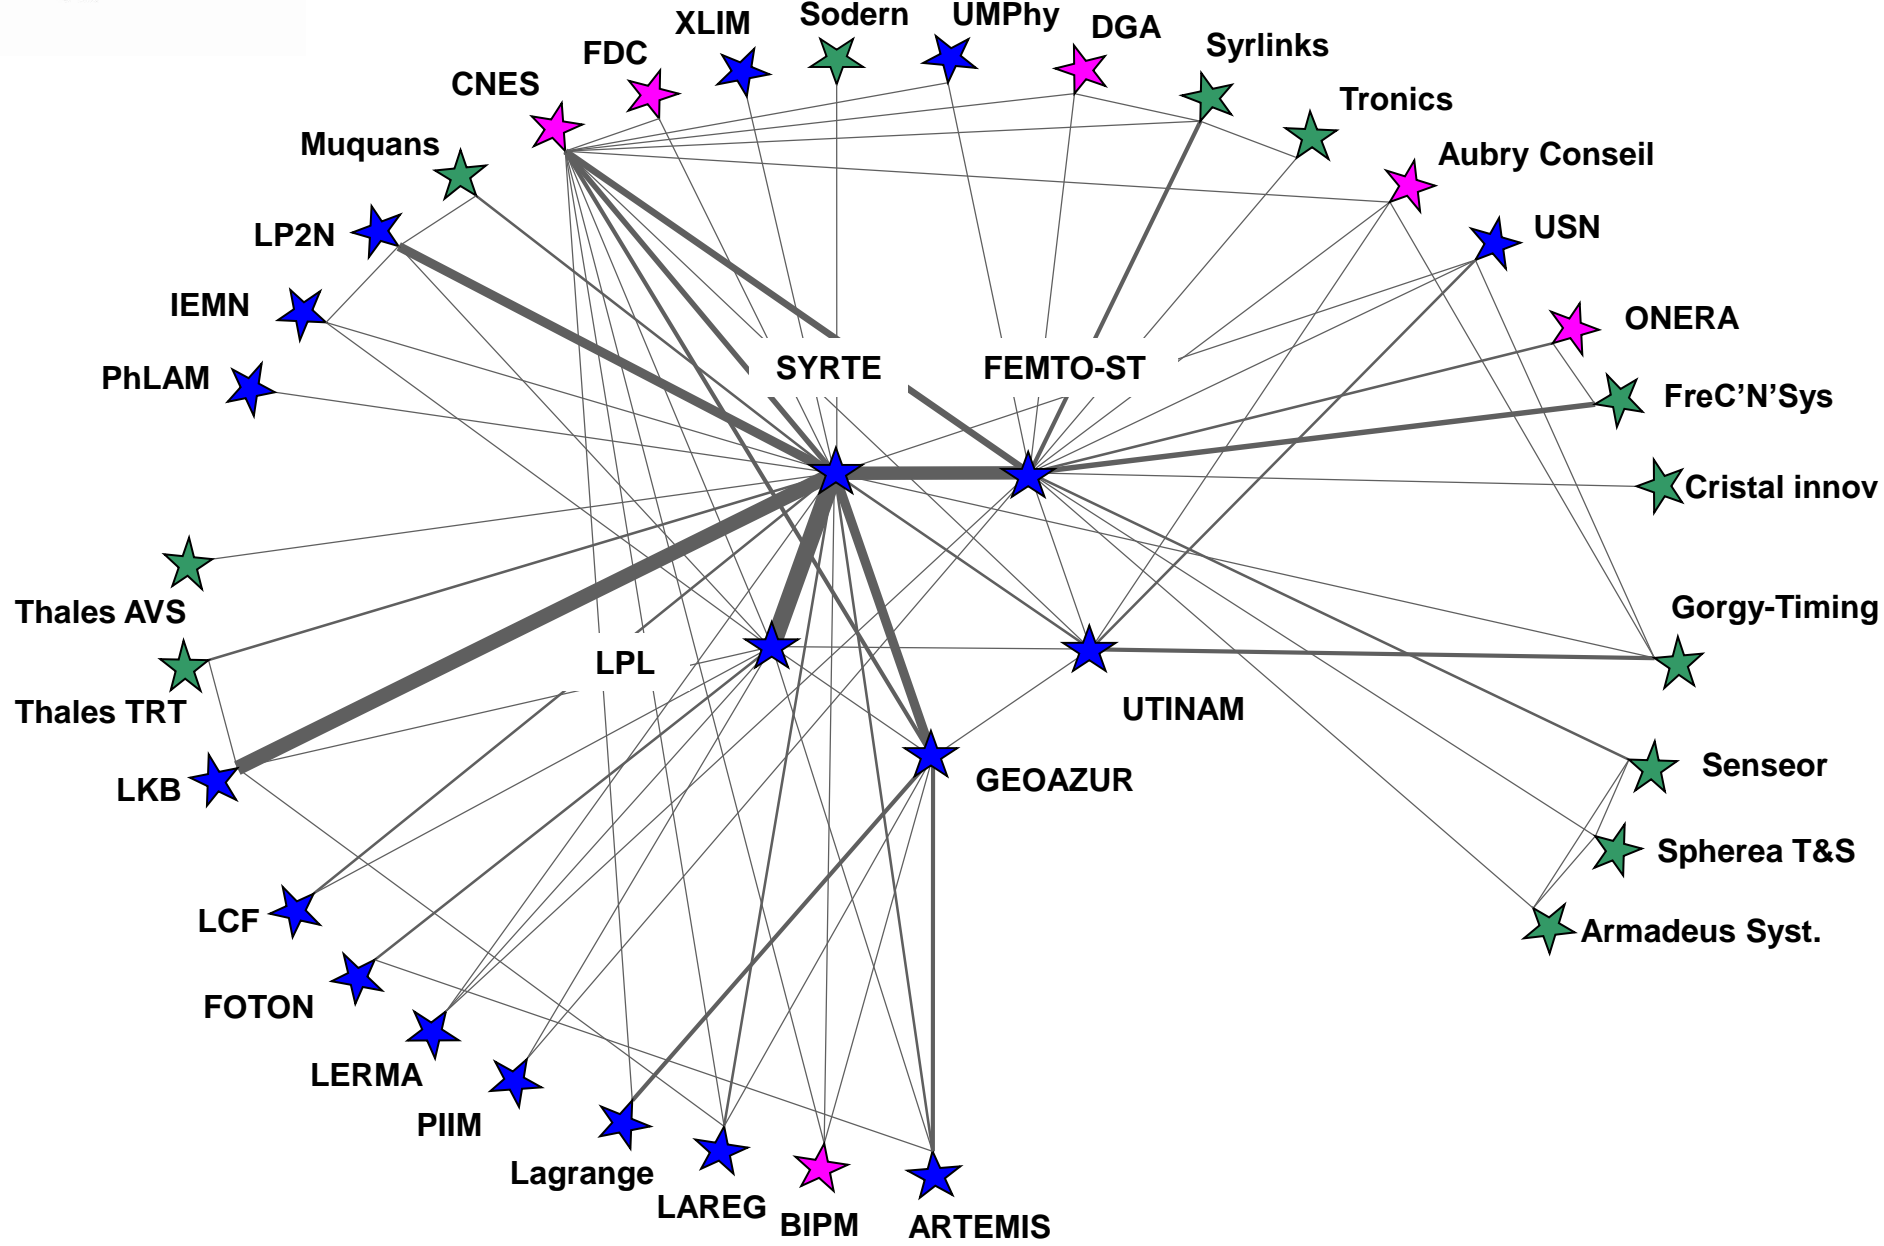 Sodern
UMPhy
XLIM
DGA
Syrlinks
FDC
CNES
Tronics
Muquans
Aubry Conseil
LP2N
USN
IEMN
ONERA
PhLAM
SYRTE
FEMTO-ST
FreC’N’Sys
Cristal innov
Thales AVS
Gorgy-Timing
LPL
Thales TRT
UTINAM
LKB
GEOAZUR
Senseor
Spherea T&S
LCF
Armadeus Syst.
FOTON
LERMA
PIIM
Lagrange
LAREG
BIPM
ARTEMIS